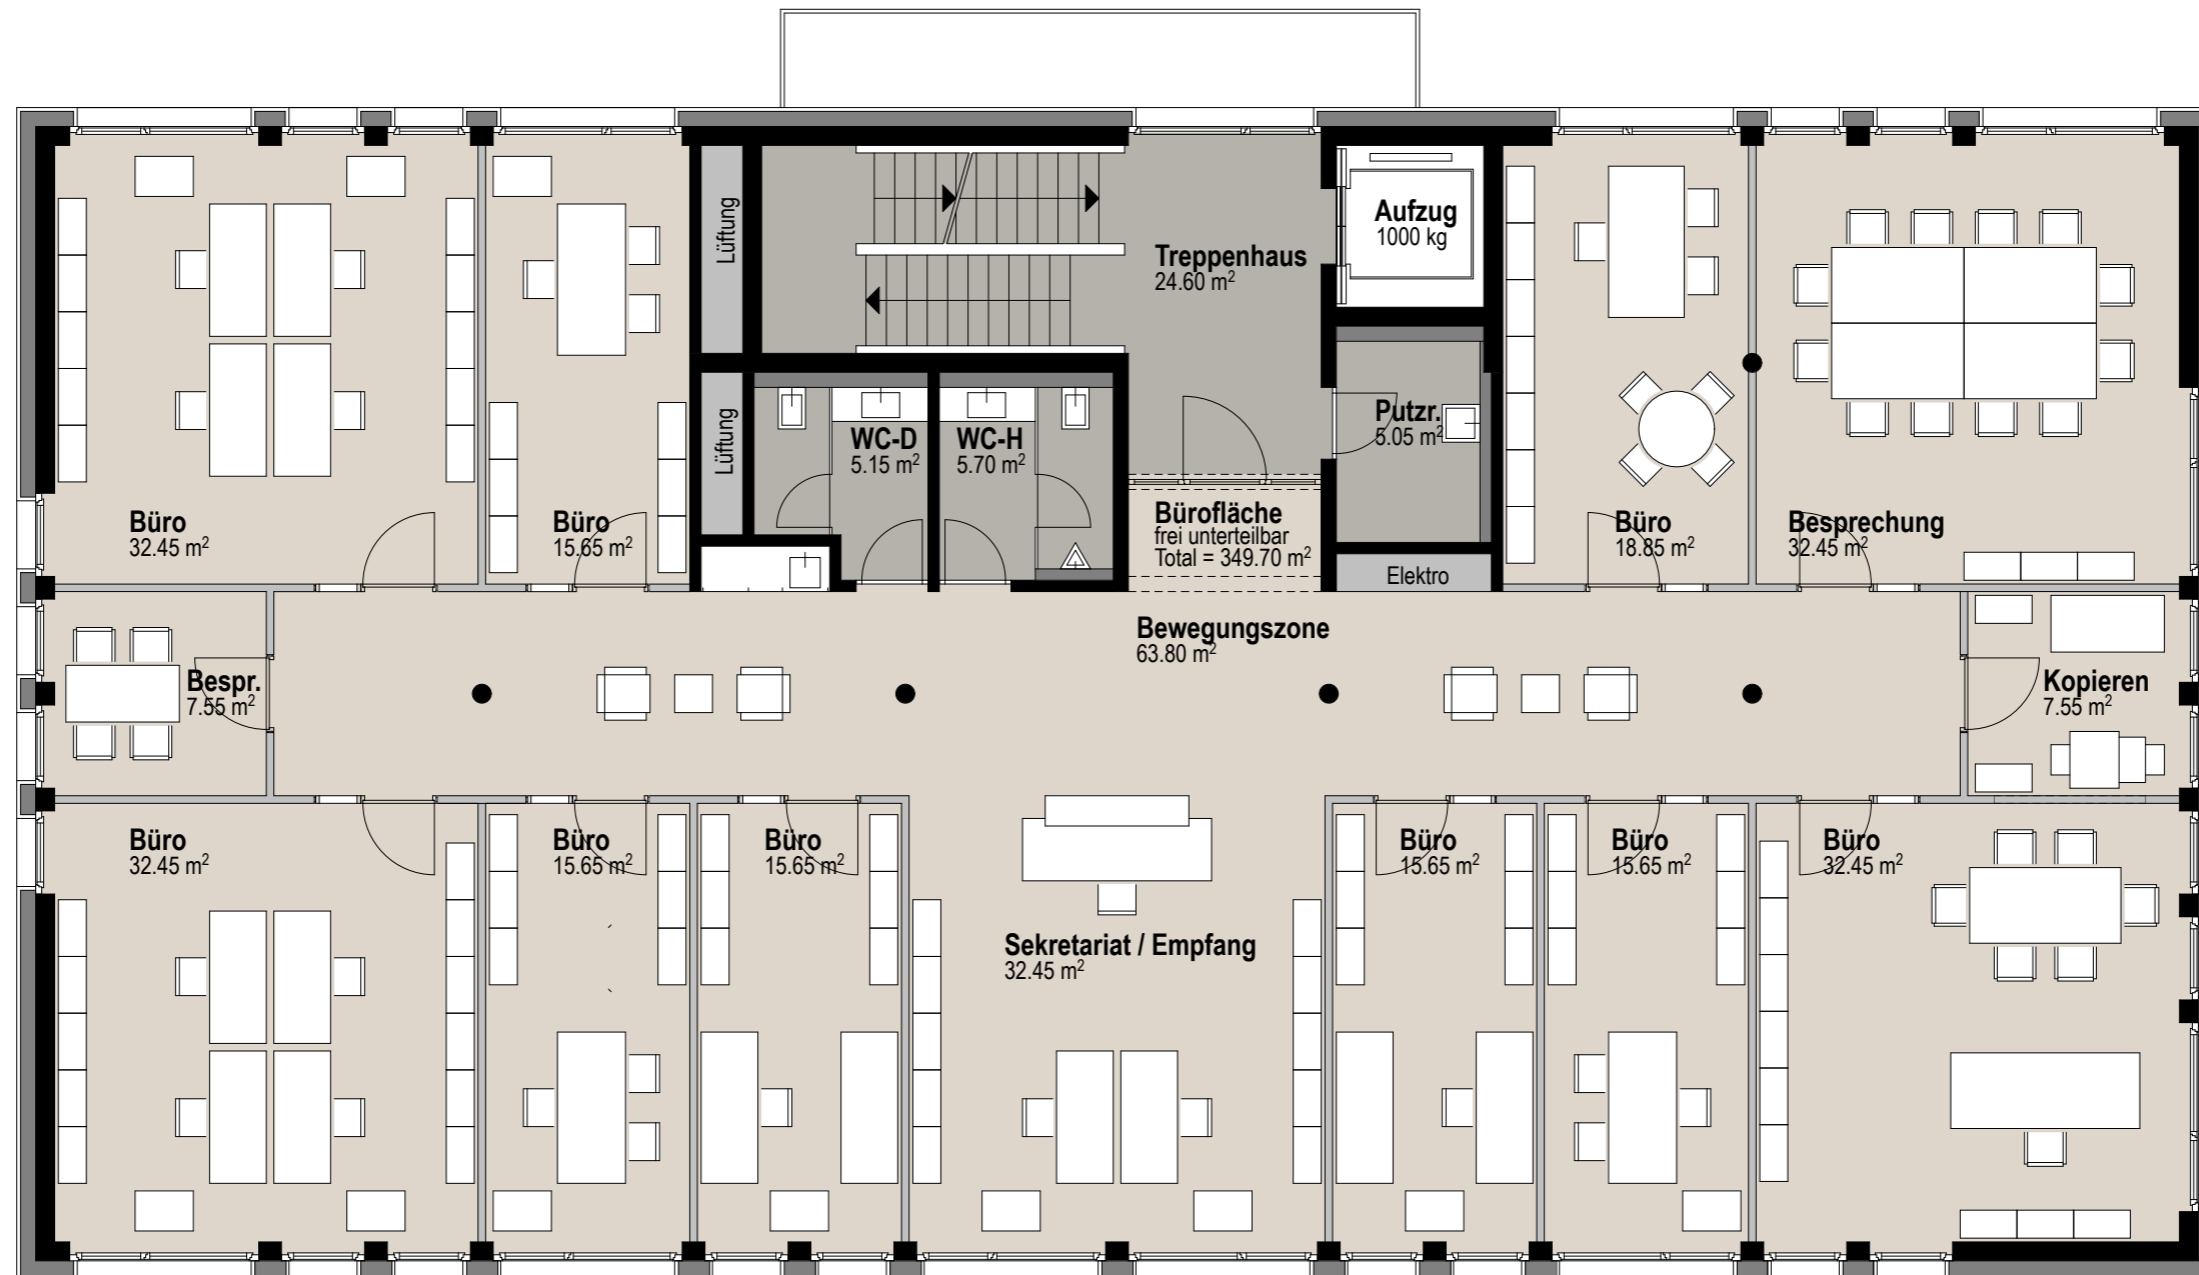 Lüftung
Aufzug
1000 kg
Treppenhaus
24.60 m²
Lüftung
WC-D
5.15 m²
WC-H
5.70 m²
Putzr.
5.05 m²
Büro
32.45 m²
Büro
15.65 m²
Bürofläche
frei unterteilbar
Total = 349.70 m²
Elektro
Büro
18.85 m²
Besprechung
32.45 m²
Bewegungszone
63.80 m²
Bespr.
7.55 m²
Kopieren
7.55 m²
Büro
32.45 m²
Büro
15.65 m²
Büro
15.65 m²
Büro
15.65 m²
Büro
15.65 m²
Büro
32.45 m²
Sekretariat / Empfang
32.45 m²